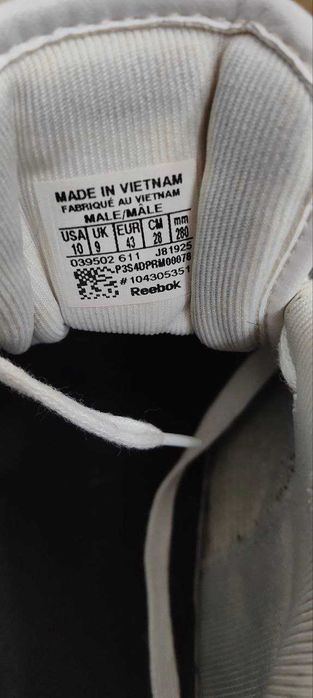 MADE IN VIETNAM
FABRIQUÉ AU VIETNAM
MALE/MÂLE
USA UK EUR CM mm
10 9 43 28 280
039502 611 J81925
P3S4DPRM00078
#104305351
Reebok